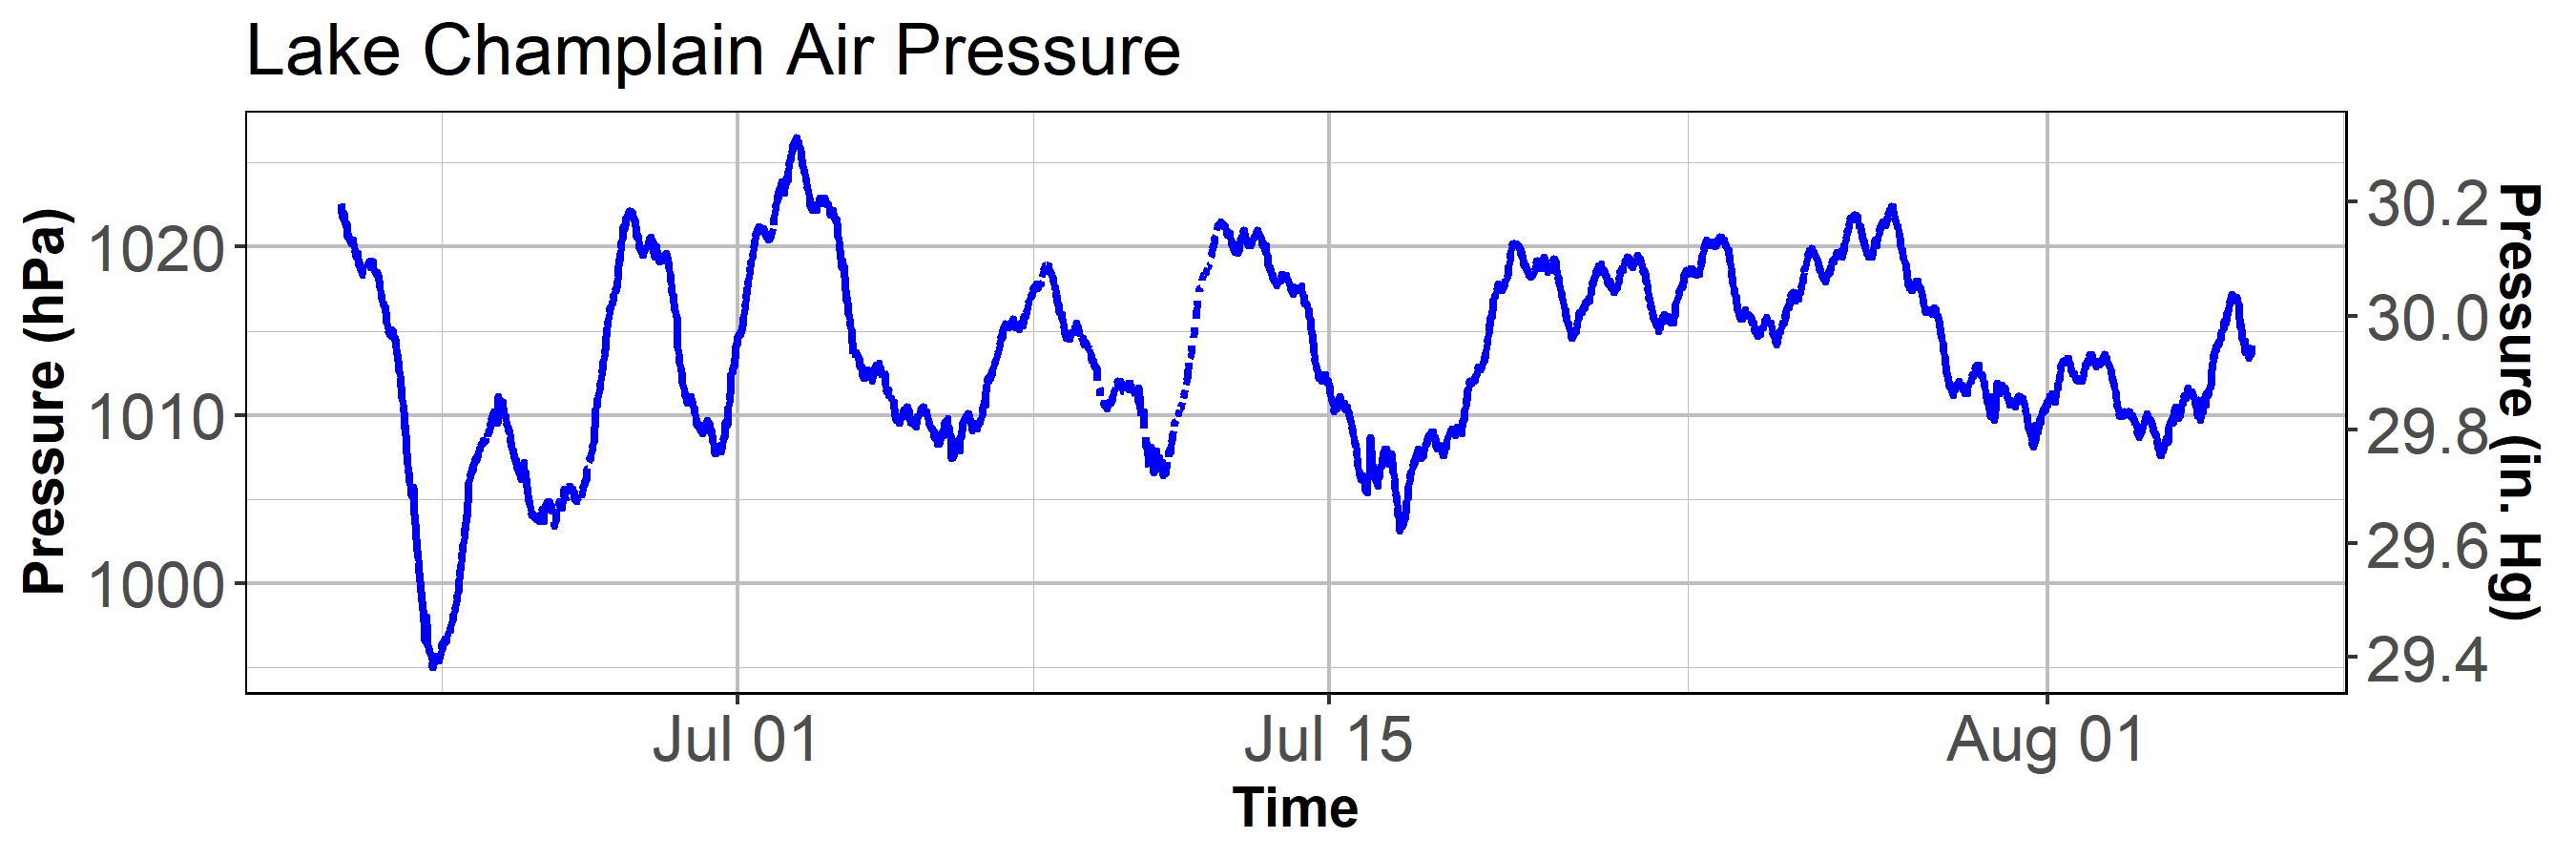 Lake Champlain Air Pressure
Pressure (hPa)
1020
1010
1000
30.2
30.0
29.8
29.6
29.4
Pressure (in. Hg)
Jul 01
Jul 15
Aug 01
Time